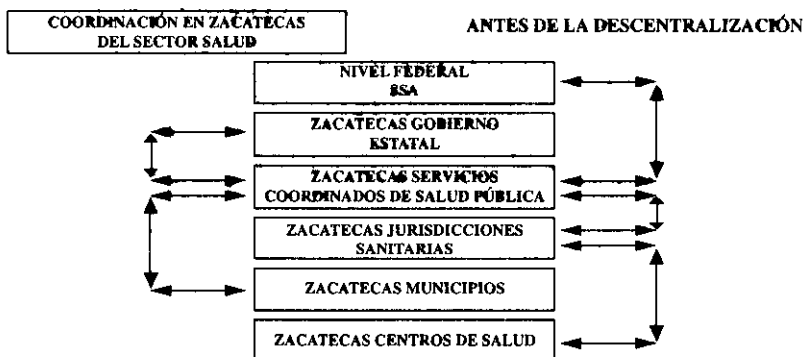 COORDINACIÓN EN ZACATECAS
DEL SECTOR SALUD
ANTES DE LA DESCENTRALIZACIÓN
NIVEL FEDERAL
SSA
ZACATECAS GOBIERNO
ESTATAL
ZACATECAS SERVICIOS
COORDINADOS DE SALUD PÚBLICA
ZACATECAS JURISDICCIONES
SANITARIAS
ZACATECAS MUNICIPIOS
ZACATECAS CENTROS DE SALUD